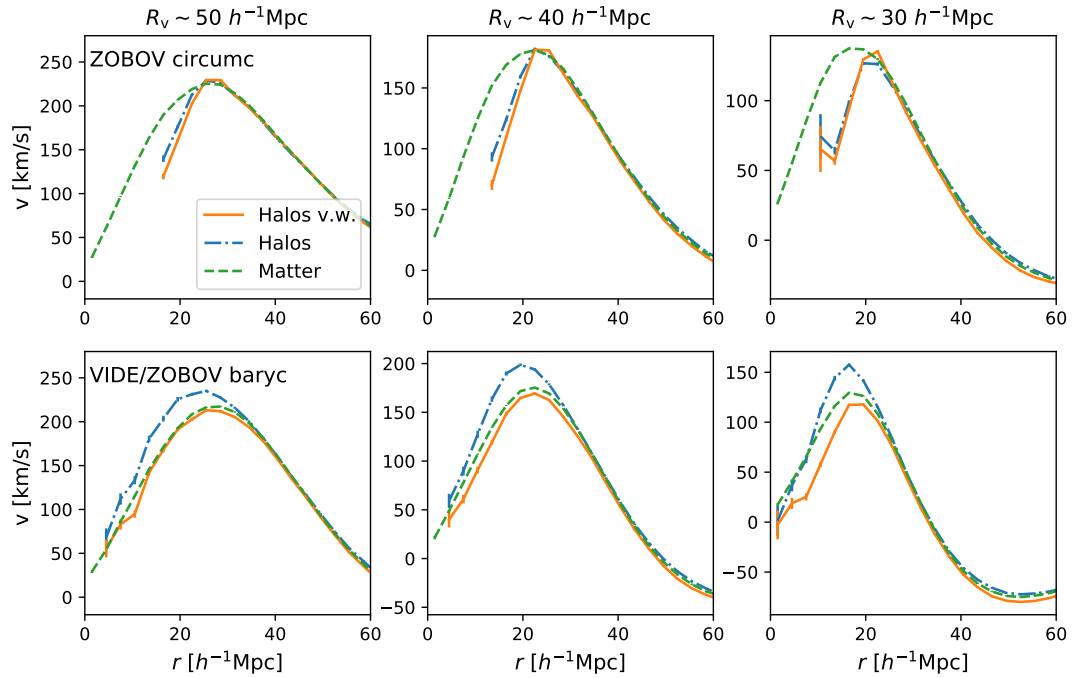 R_v ~ 50 h⁻¹Mpc
R_v ~ 40 h⁻¹Mpc
R_v ~ 30 h⁻¹Mpc
ZOBOV circumc
v [km/s]
250
200
150
100
50
0
Halos v.w.
Halos
Matter
0 20 40 60
150
100
50
0
0 20 40 60
100
50
0
0 20 40 60
VIDE/ZOBOV baryc
v [km/s]
250
200
150
100
50
0
0 20 40 60
r [h⁻¹Mpc]
200
150
100
50
0
−50
0 20 40 60
r [h⁻¹Mpc]
150
100
50
0
−50
0 20 40 60
r [h⁻¹Mpc]